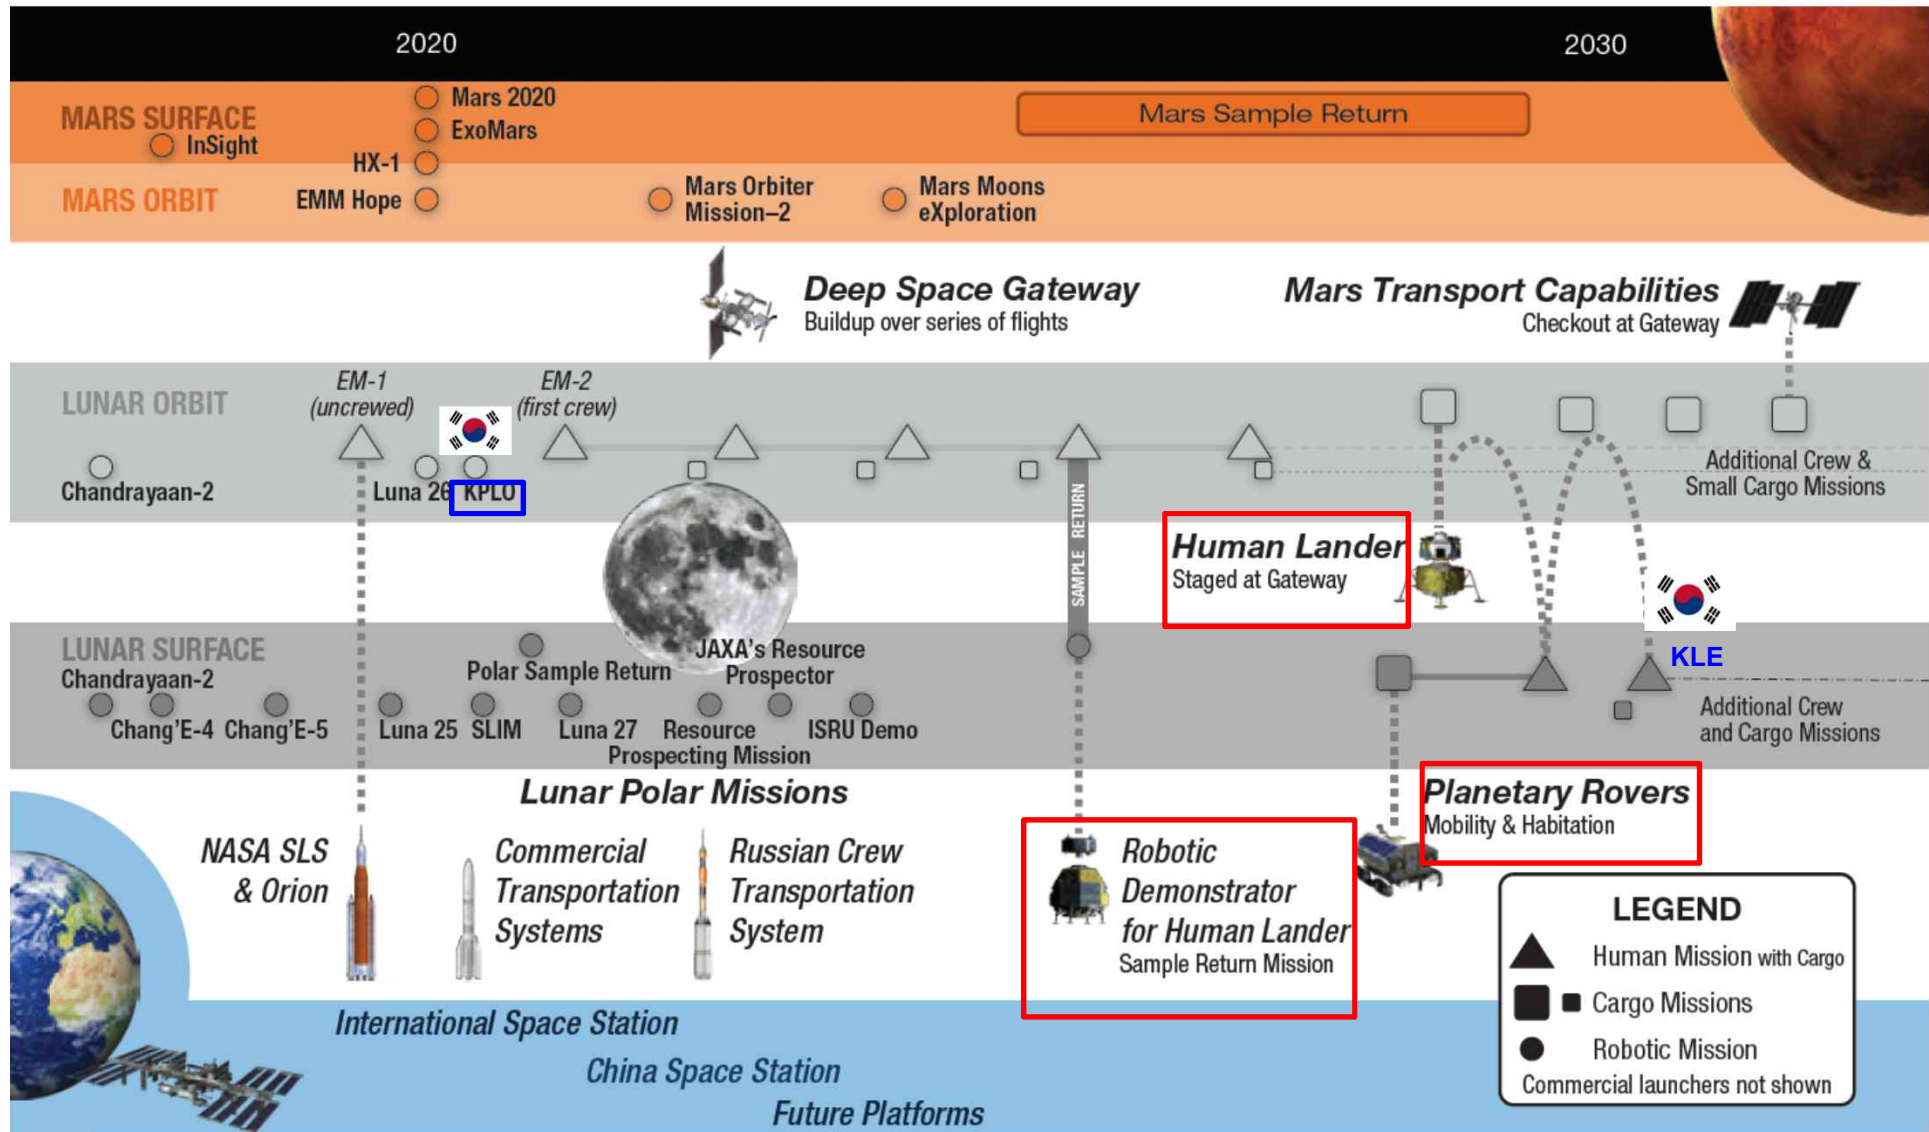 2020
2030
MARS SURFACE
InSight
Mars 2020
ExoMars
HX-1
Mars Sample Return
MARS ORBIT
EMM Hope
Mars Orbiter
Mission–2
Mars Moons
eXploration
Deep Space Gateway
Buildup over series of flights
Mars Transport Capabilities
Checkout at Gateway
LUNAR ORBIT
EM-1
(uncrewed)
EM-2
(first crew)
Chandrayaan-2
Luna 26
KPLO
Additional Crew &
Small Cargo Missions
SAMPLE RETURN
Human Lander
Staged at Gateway
KLE
LUNAR SURFACE
Chandrayaan-2
Polar Sample Return
JAXA's Resource
Prospector
Chang'E-4
Chang'E-5
Luna 25
SLIM
Luna 27
Resource
Prospecting Mission
ISRU Demo
Additional Crew
and Cargo Missions
Lunar Polar Missions
Planetary Rovers
Mobility & Habitation
NASA SLS
& Orion
Commercial
Transportation
Systems
Russian Crew
Transportation
System
Robotic
Demonstrator
for Human Lander
Sample Return Mission
LEGEND
Human Mission with Cargo
Cargo Missions
Robotic Mission
Commercial launchers not shown
International Space Station
China Space Station
Future Platforms